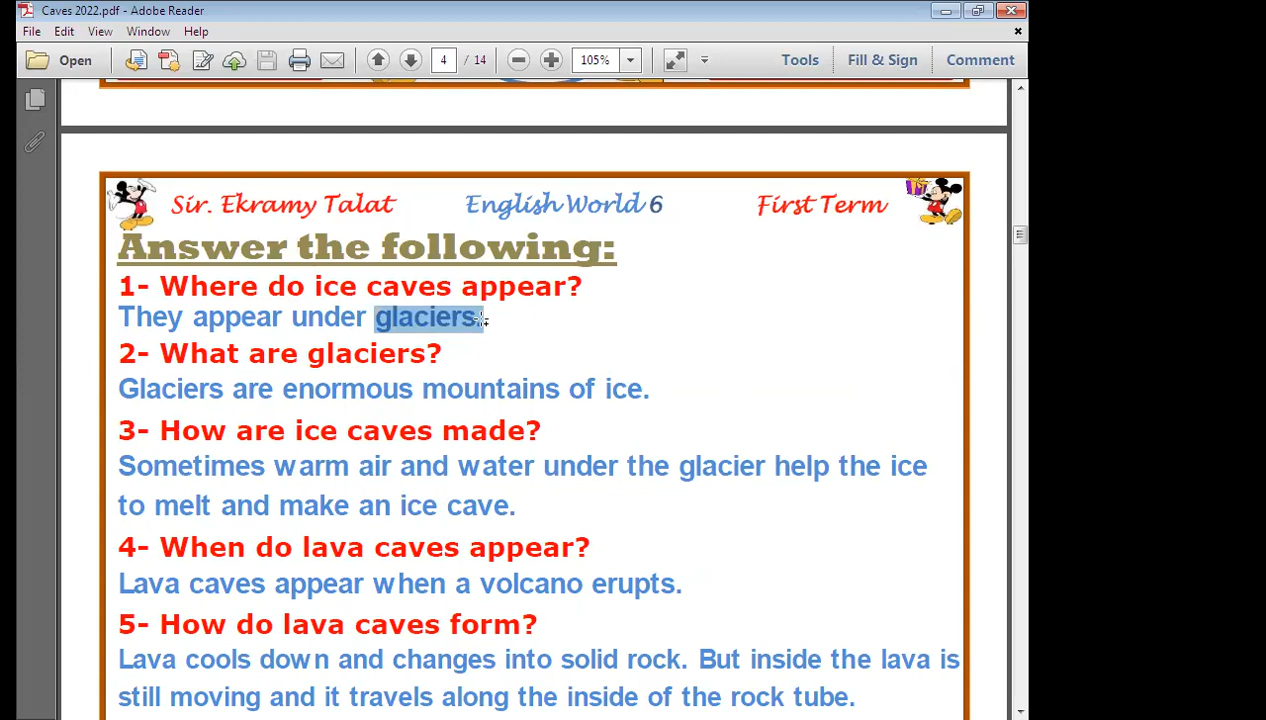 Caves 2022.pdf - Adobe Reader
File Edit View Window Help
Open 4 / 14 105% Tools Fill & Sign Comment
Sir. Ekramy Talat English World 6 First Term
Answer the following:
1- Where do ice caves appear?
They appear under glaciers.
2- What are glaciers?
Glaciers are enormous mountains of ice.
3- How are ice caves made?
Sometimes warm air and water under the glacier help the ice
to melt and make an ice cave.
4- When do lava caves appear?
Lava caves appear when a volcano erupts.
5- How do lava caves form?
Lava cools down and changes into solid rock. But inside the lava is
still moving and it travels along the inside of the rock tube.